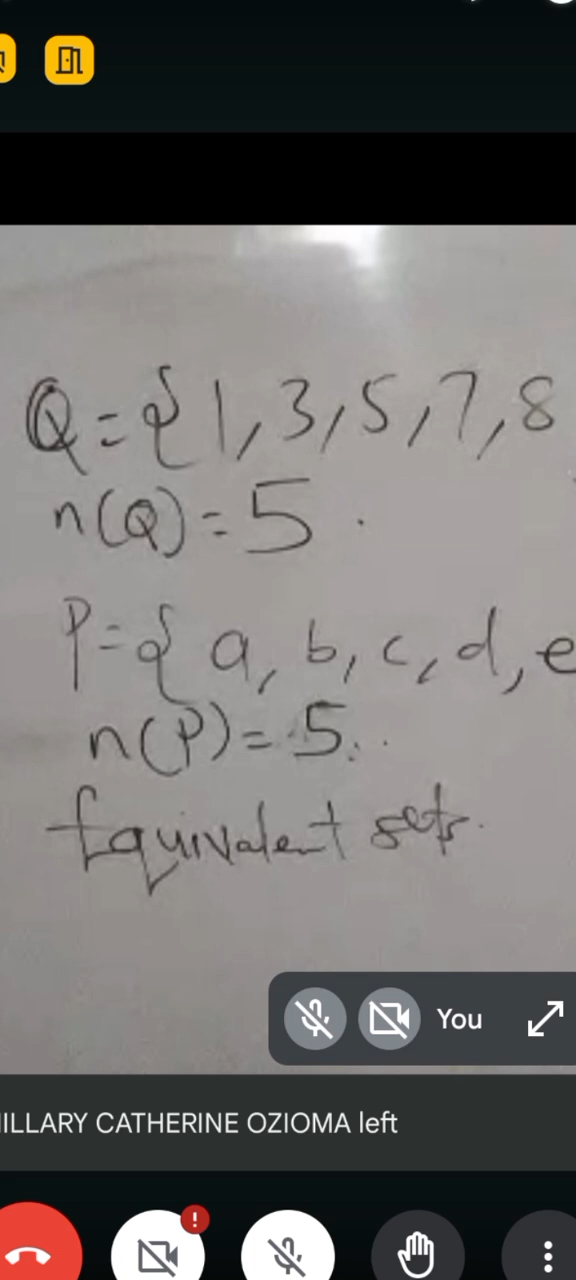 Q={1,3,5,7,8
n(Q)=5.
P={a,b,c,d,e
n(P)=5.
Equivalent sets.
You
ILLARY CATHERINE OZIOMA left